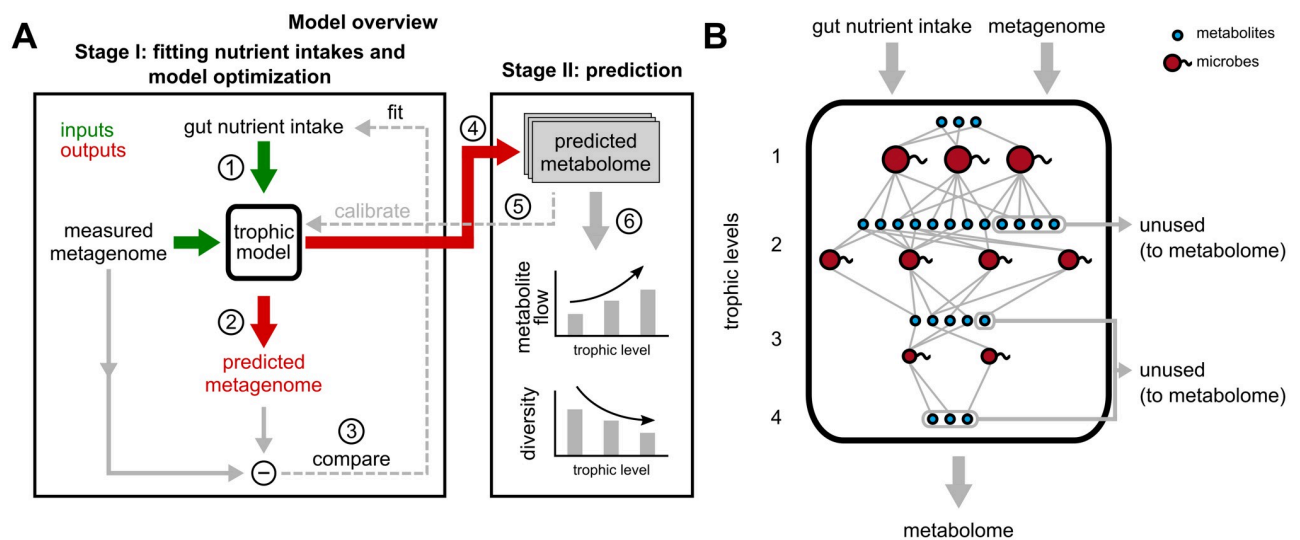 Model overview
A
Stage I: fitting nutrient intakes and
model optimization
Stage II: prediction
inputs
outputs
gut nutrient intake
fit
1
measured
metagenome
trophic
model
calibrate
2
predicted
metagenome
3
compare
−
4
predicted
metabolome
5
6
metabolite
flow
trophic level
diversity
trophic level
B
gut nutrient intake
metagenome
metabolites
microbes
trophic levels
1
2
3
4
unused
(to metabolome)
unused
(to metabolome)
metabolome